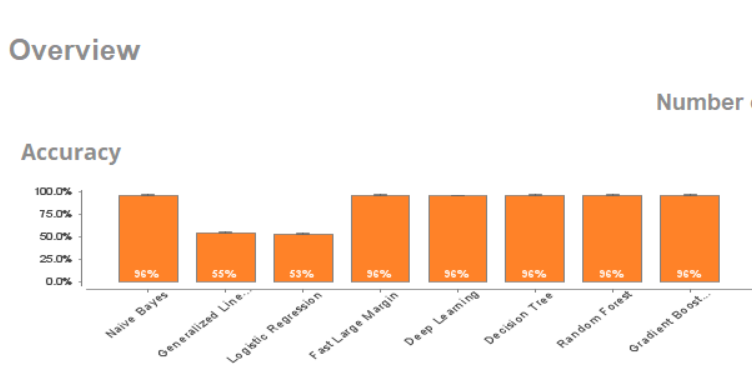 Overview
Number
Accuracy
100.0%
75.0%
50.0%
25.0%
0.0%
96% 55% 53% 96% 96% 96% 96% 96%
Naive Bayes
Generalized Line...
Logistic Regression
Fast Large Margin
Deep Learning
Decision Tree
Random Forest
Gradient Boost...